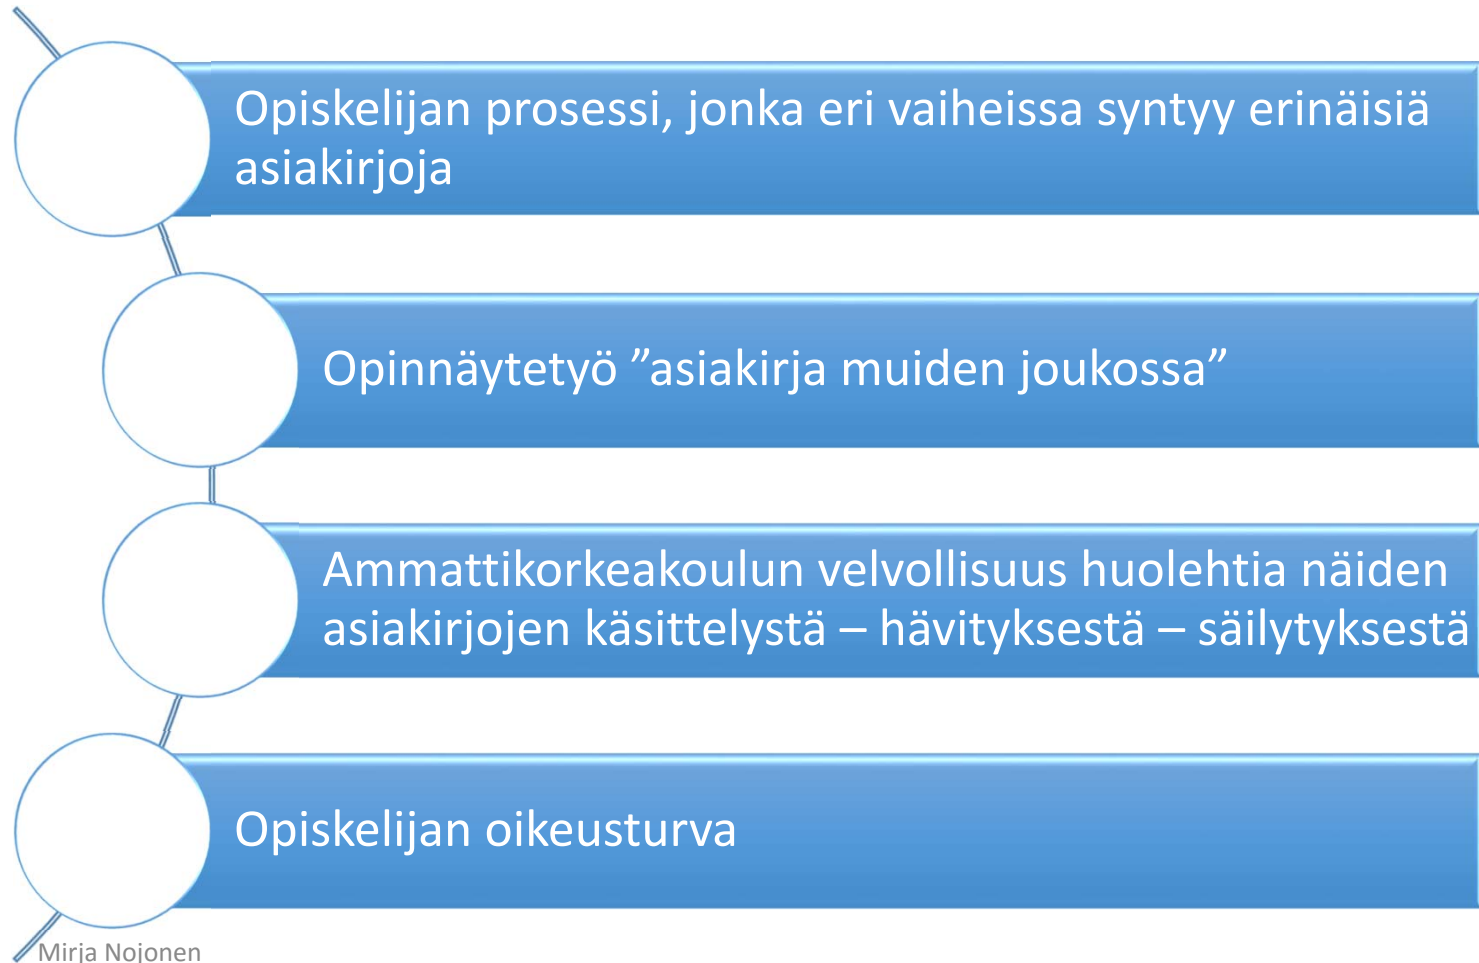 Opiskelijan prosessi, jonka eri vaiheissa syntyy erinäisiä
asiakirjoja
Opinnäytetyö ”asiakirja muiden joukossa”
Ammattikorkeakoulun velvollisuus huolehtia näiden
asiakirjojen käsittelystä – hävityksestä – säilytyksestä
Opiskelijan oikeusturva
Mirja Nojonen